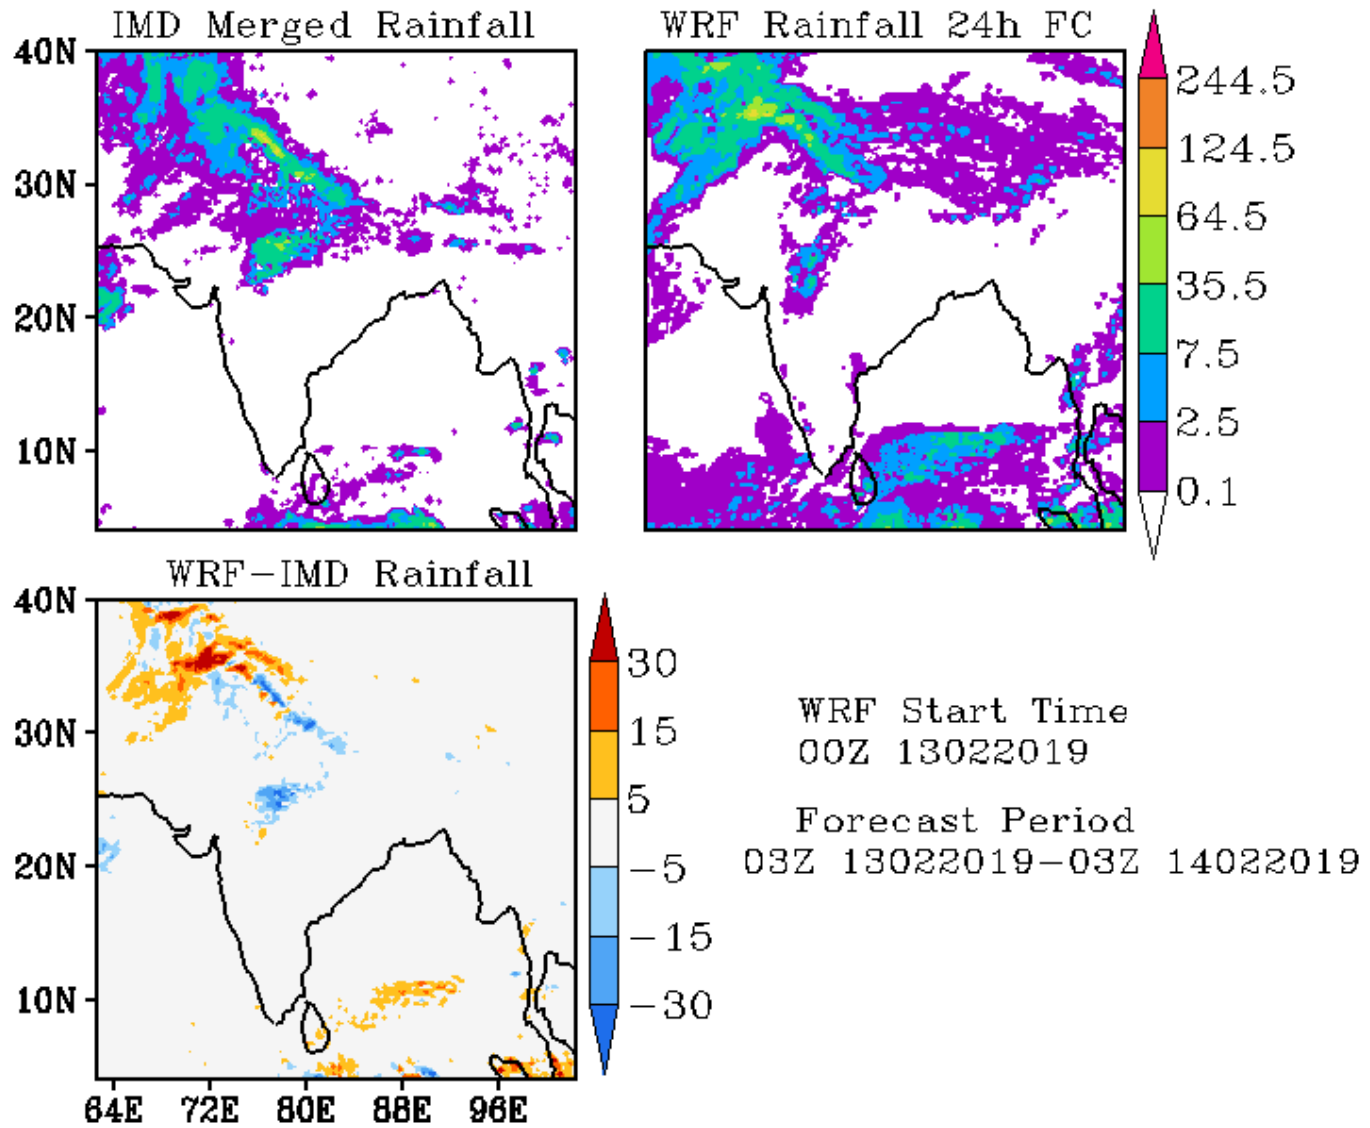 IMD Merged Rainfall
WRF Rainfall 24h FC
40N
30N
20N
10N
244.5
124.5
64.5
35.5
7.5
2.5
0.1
WRF-IMD Rainfall
40N
30N
20N
10N
64E 72E 80E 88E 96E
30
15
5
-5
-15
-30
WRF Start Time
00Z 13022019
Forecast Period
03Z 13022019-03Z 14022019